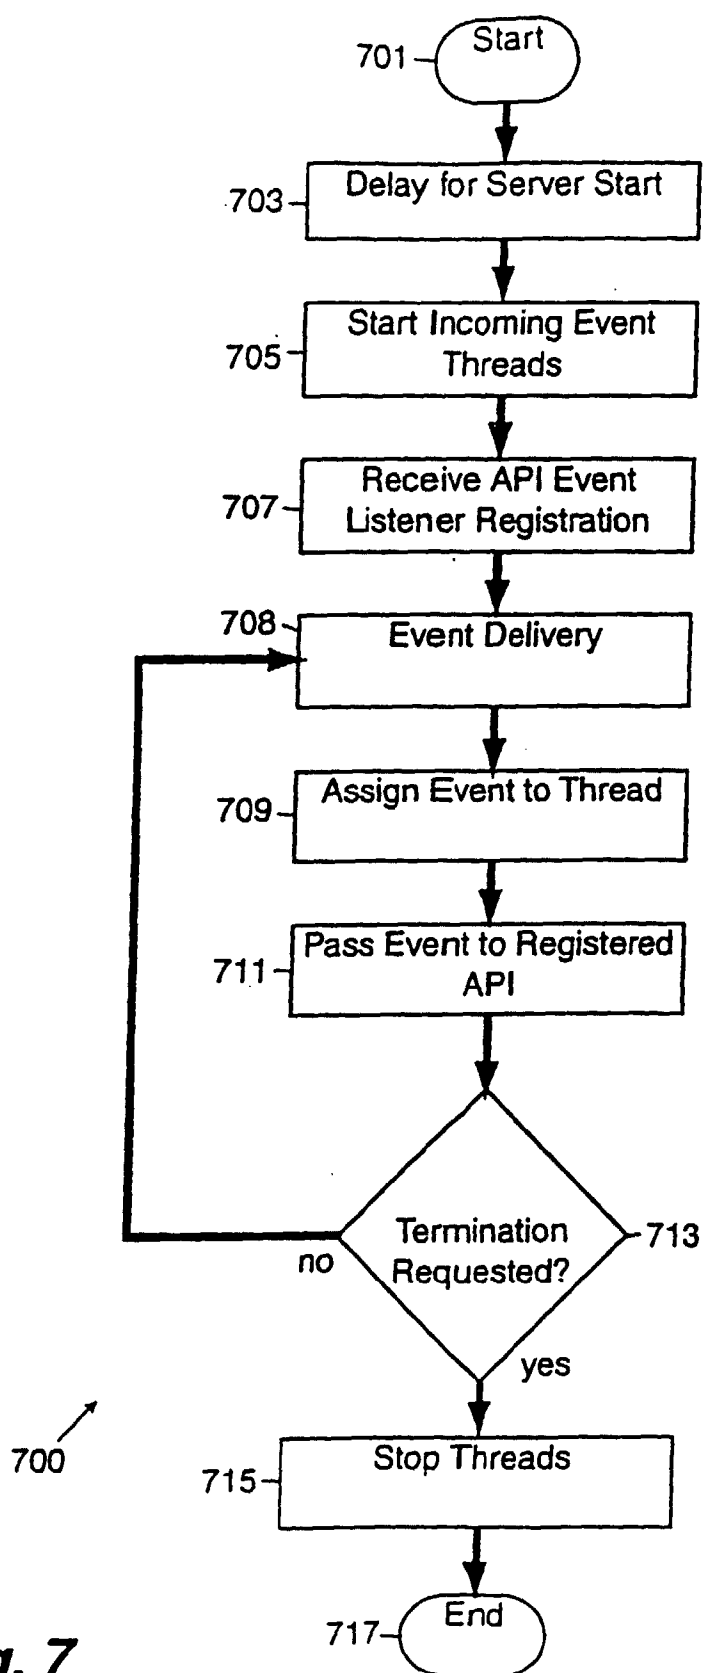 Start
701
Delay for Server Start
703
Start Incoming Event
Threads
705
Receive API Event
Listener Registration
707
708
Event Delivery
Assign Event to Thread
709
Pass Event to Registered
API
711
Termination
Requested?
713
no
yes
700
Stop Threads
715
End
717
7